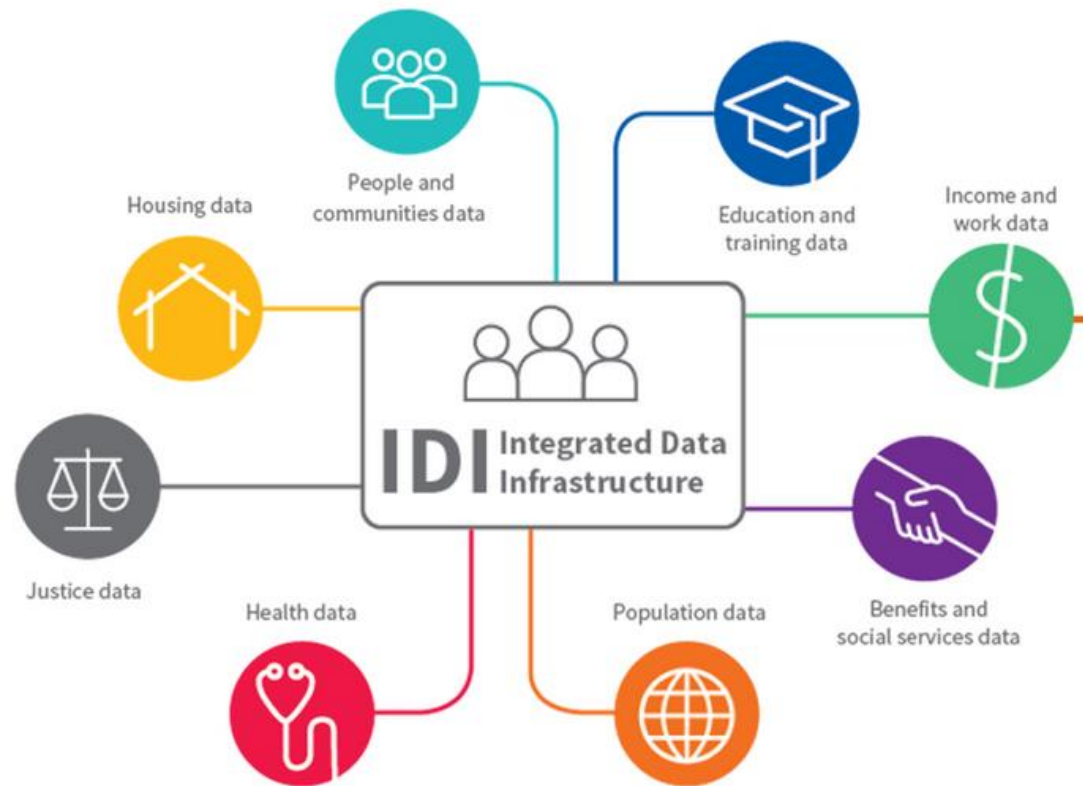 People and
communities data
Education and
training data
Housing data
Income and
work data
IDI Integrated Data
Infrastructure
Justice data
Benefits and
social services data
Health data
Population data